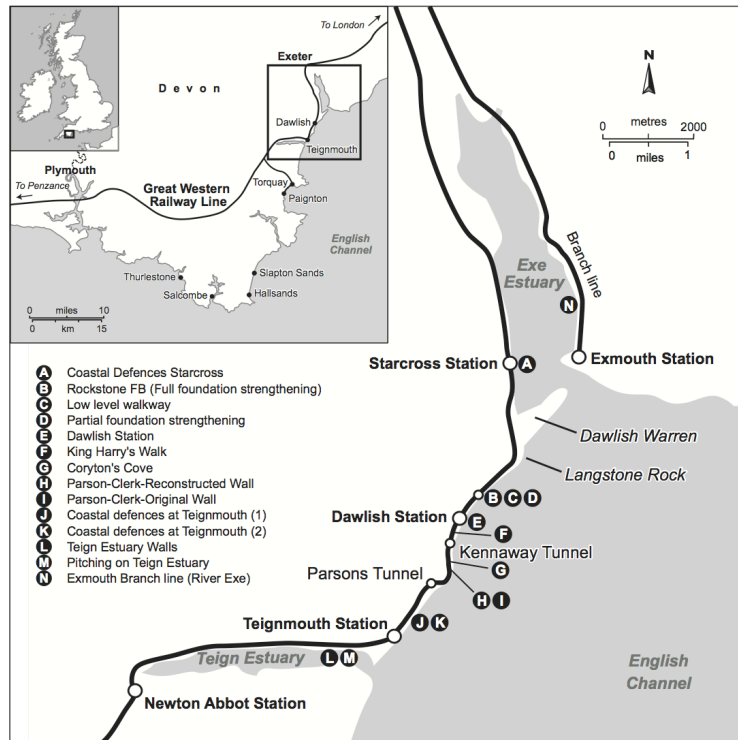 To London
Exeter
Devon
Dawlish
Teignmouth
Plymouth
To Penzance
Great Western
Railway Line
Torquay
Paignton
English
Channel
Thurlestone
Slapton Sands
Salcombe
Hallsands
0 miles 10
0 km 15
N
0 metres 2000
0 miles 1
Exe
Estuary
Branch line
N
Starcross Station
A
Exmouth Station
A Coastal Defences Starcross
B Rockstone FB (Full foundation strengthening)
C Low level walkway
D Partial foundation strengthening
E Dawlish Station
F King Harry's Walk
G Coryton's Cove
H Parson-Clerk-Reconstructed Wall
I Parson-Clerk-Original Wall
J Coastal defences at Teignmouth (1)
K Coastal defences at Teignmouth (2)
L Teign Estuary Walls
M Pitching on Teign Estuary
N Exmouth Branch line (River Exe)
Dawlish Warren
Langstone Rock
B C D
Dawlish Station
E
F
Kennaway Tunnel
G
Parsons Tunnel
H I
Teignmouth Station
J K
Teign Estuary
L M
English
Channel
Newton Abbot Station